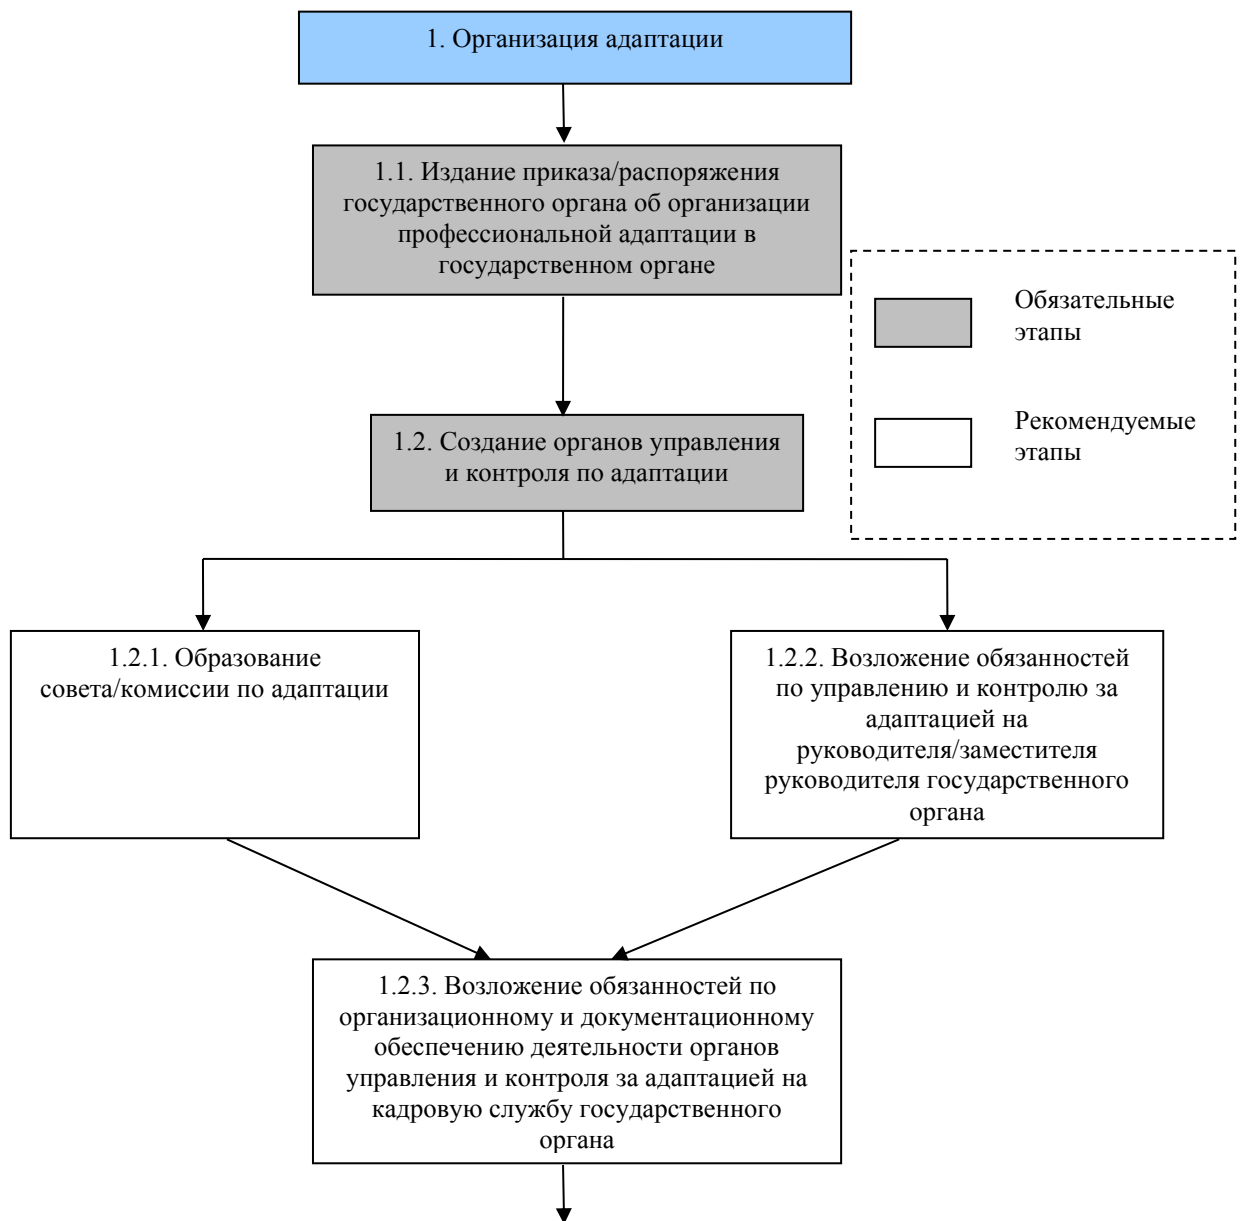 1. Организация адаптации
1.1. Издание приказа/распоряжения
государственного органа об организации
профессиональной адаптации в
государственном органе
Обязательные
этапы
Рекомендуемые
этапы
1.2. Создание органов управления
и контроля по адаптации
1.2.1. Образование
совета/комиссии по адаптации
1.2.2. Возложение обязанностей
по управлению и контролю за
адаптацией на
руководителя/заместителя
руководителя государственного
органа
1.2.3. Возложение обязанностей по
организационному и документационному
обеспечению деятельности органов
управления и контроля за адаптацией на
кадровую службу государственного
органа